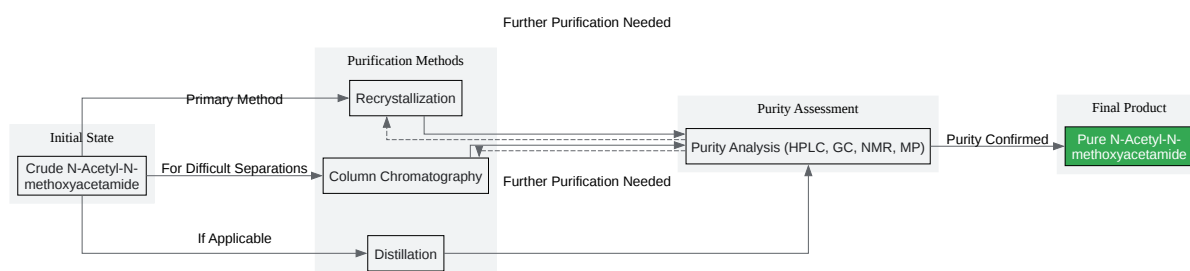 Further Purification Needed
Purification Methods
Recrystallization
Primary Method
Initial State
Crude N-Acetyl-N-
methoxyacetamide
For Difficult Separations
Column Chromatography
Further Purification Needed
If Applicable
Distillation
Purity Assessment
Purity Analysis (HPLC, GC, NMR, MP)
Purity Confirmed
Final Product
Pure N-Acetyl-N-
methoxyacetamide